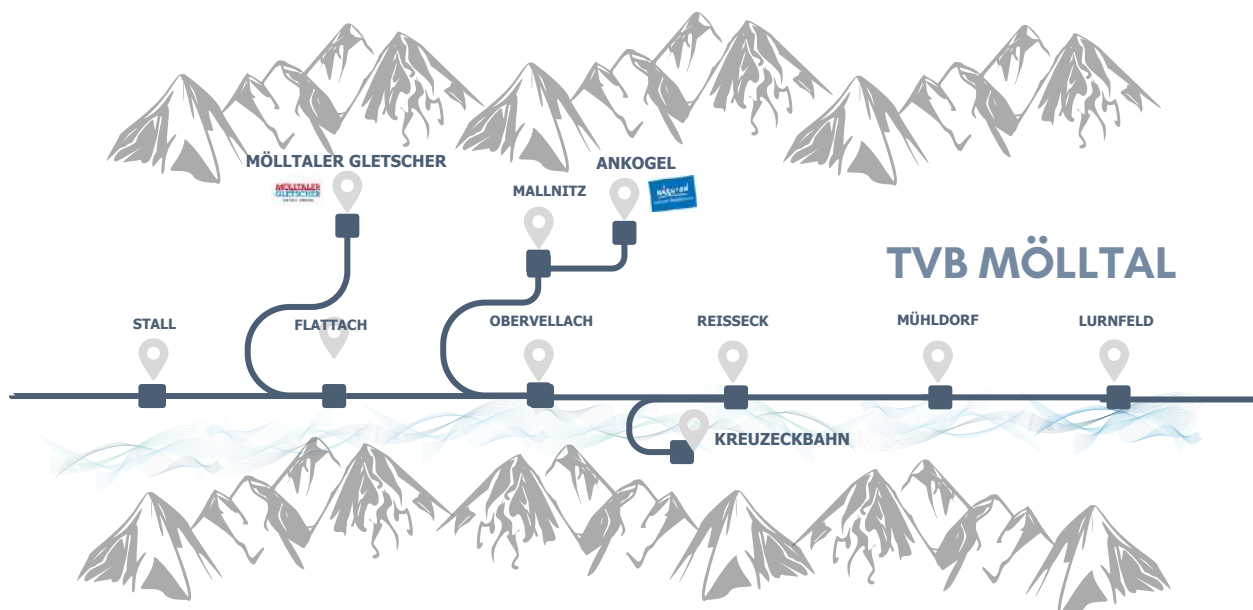 MÖLLTALER GLETSCHER
MÖLLTALER
GLETSCHER
ANKOGEL
MALLNITZ
TVB MÖLLTAL
STALL
FLATTACH
OBERVELLACH
REISSECK
MÜHLDORF
LURNFELD
KREUZECKBAHN